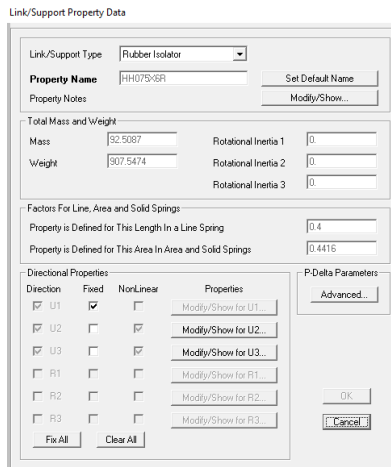 Link/Support Property Data
Link/Support Type Rubber Isolator
Property Name HH075X6R Set Default Name
Property Notes Modify/Show...
Total Mass and Weight
Mass 92.5087 Rotational Inertia 1 0.
Weight 907.5474 Rotational Inertia 2 0.
Rotational Inertia 3 0.
Factors For Line, Area and Solid Springs
Property is Defined for This Length In a Line Spring 0.4
Property is Defined for This Area In Area and Solid Springs 0.4416
Directional Properties P-Delta Parameters
Direction Fixed NonLinear Properties Advanced...
U1 Modify/Show for U1...
U2 Modify/Show for U2...
U3 Modify/Show for U3...
R1 Modify/Show for R1...
R2 Modify/Show for R2... OK
R3 Modify/Show for R3... Cancel
Fix All Clear All